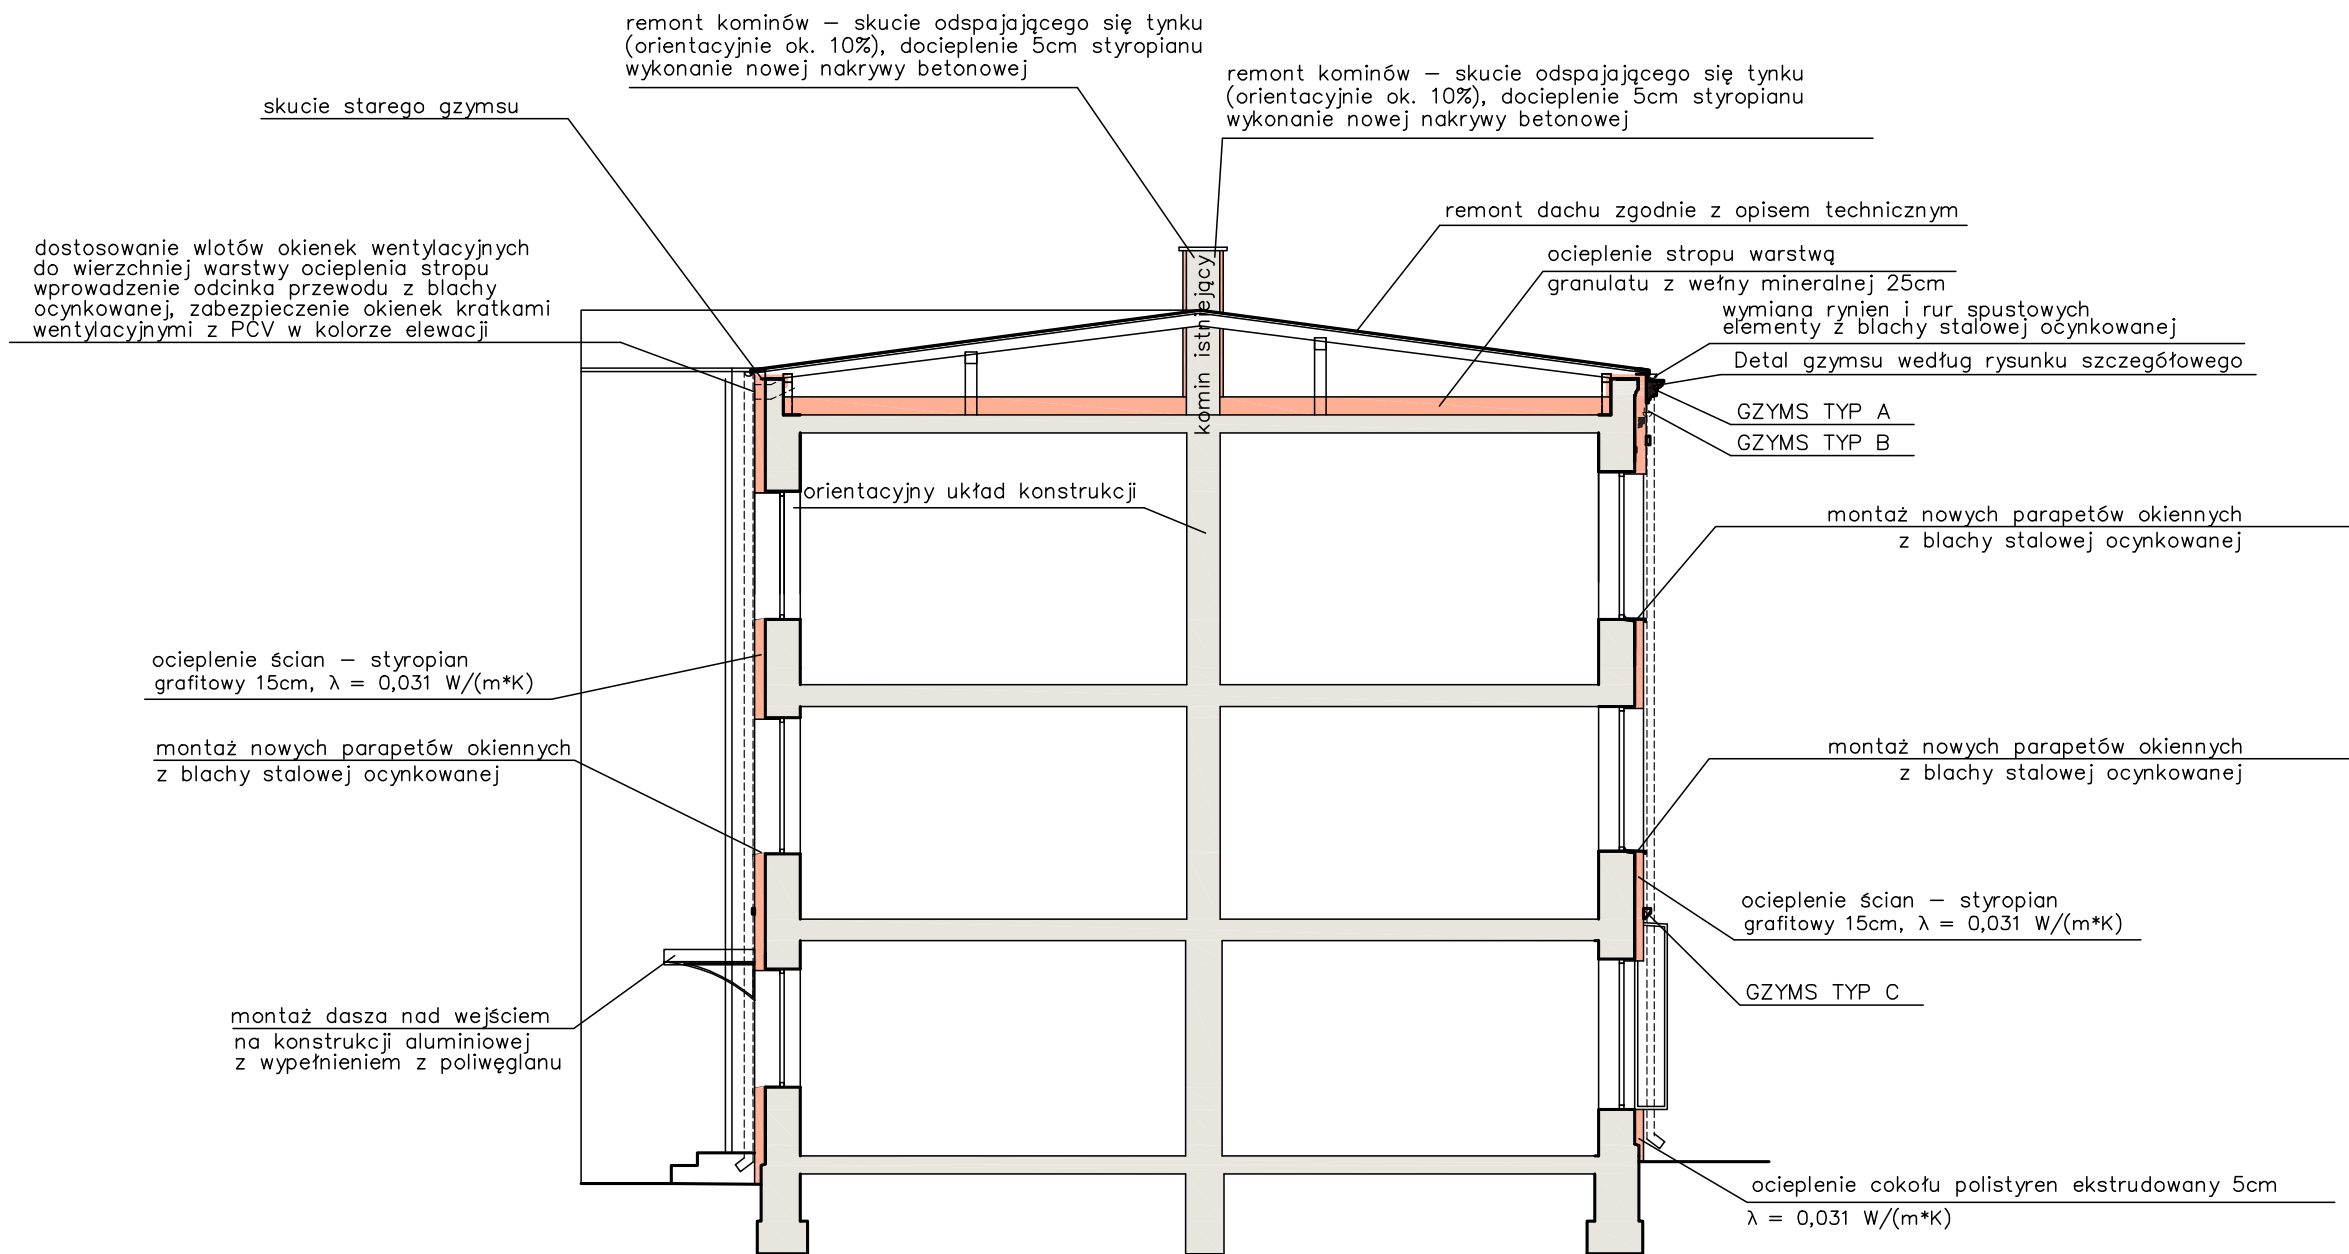 remont kominów – skucie odspajającego się tynku
(orientacyjnie ok. 10%), docieplenie 5cm styropianu
wykonanie nowej nakrywy betonowej
remont kominów – skucie odspajającego się tynku
(orientacyjnie ok. 10%), docieplenie 5cm styropianu
wykonanie nowej nakrywy betonowej
skucie starego gzymsu
remont dachu zgodnie z opisem technicznym
dostosowanie wlotów okienek wentylacyjnych
do wierzchniej warstwy ocieplenia stropu
wprowadzenie odcinka przewodu z blachy
ocynkowanej, zabezpieczenie okienek kratkami
wentylacyjnymi z PCV w kolorze elewacji
ocieplenie stropu warstwą
granulatu z wełny mineralnej 25cm
wymiana rynien i rur spustowych
elementy z blachy stalowej ocynkowanej
Detal gzymsu według rysunku szczegółowego
komin istniejący
GZYMS TYP A
GZYMS TYP B
orientacyjny układ konstrukcji
montaż nowych parapetów okiennych
z blachy stalowej ocynkowanej
ocieplenie ścian – styropian
grafitowy 15cm, λ = 0,031 W/(m*K)
montaż nowych parapetów okiennych
z blachy stalowej ocynkowanej
montaż nowych parapetów okiennych
z blachy stalowej ocynkowanej
ocieplenie ścian – styropian
grafitowy 15cm, λ = 0,031 W/(m*K)
GZYMS TYP C
montaż dasza nad wejściem
na konstrukcji aluminiowej
z wypełnieniem z poliwęglanu
ocieplenie cokołu polistyren ekstrudowany 5cm
λ = 0,031 W/(m*K)